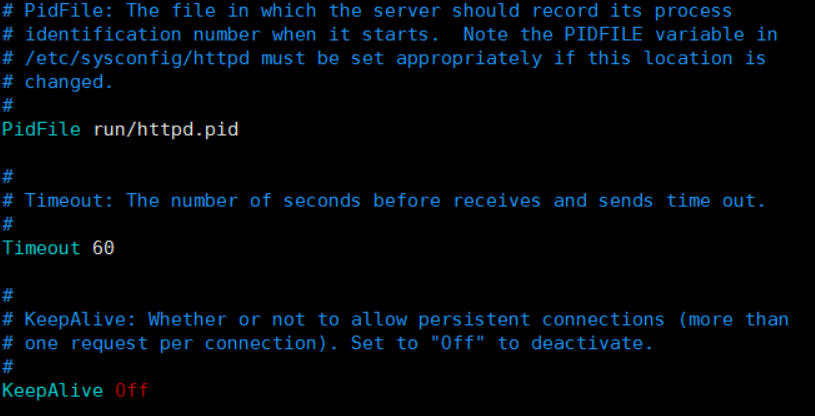 # PidFile: The file in which the server should record its process
# identification number when it starts.  Note the PIDFILE variable in
# /etc/sysconfig/httpd must be set appropriately if this location is
# changed.
#
PidFile run/httpd.pid
#
# Timeout: The number of seconds before receives and sends time out.
#
Timeout 60
#
# KeepAlive: Whether or not to allow persistent connections (more than
# one request per connection). Set to "Off" to deactivate.
#
KeepAlive Off